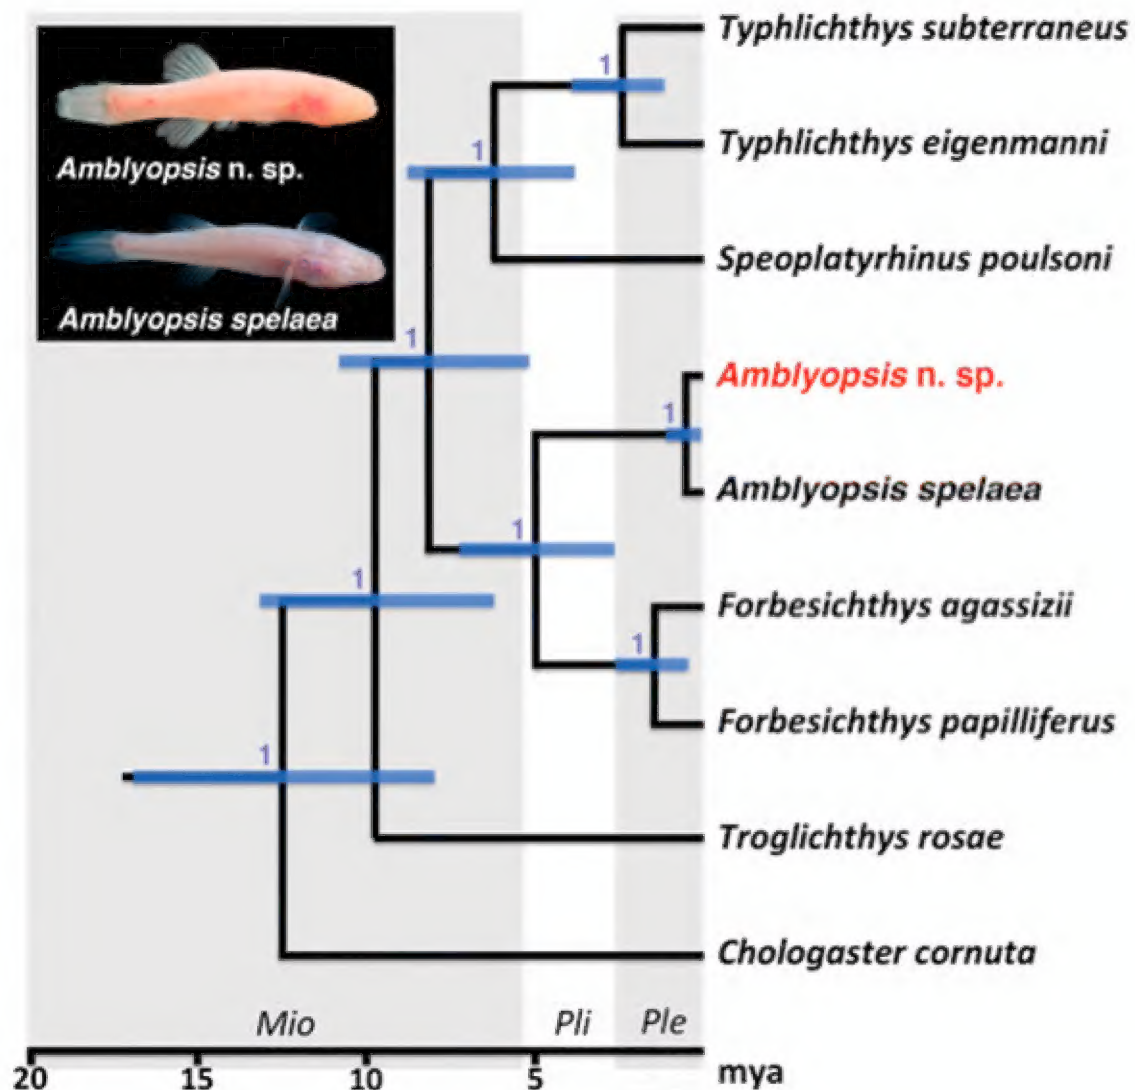 Typhlichthys subterraneus
1
Typhlichthys eigenmanni
1
Amblyopsis n. sp.
Speoplatyrhinus poulsoni
Amblyopsis spelaea
1
Amblyopsis n. sp.
1
Amblyopsis spelaea
1
Forbesichthys agassizii
1
1
Forbesichthys papilliferus
1
Troglichthys rosae
Chologaster cornuta
Mio Pli Ple
20 15 10 5 mya